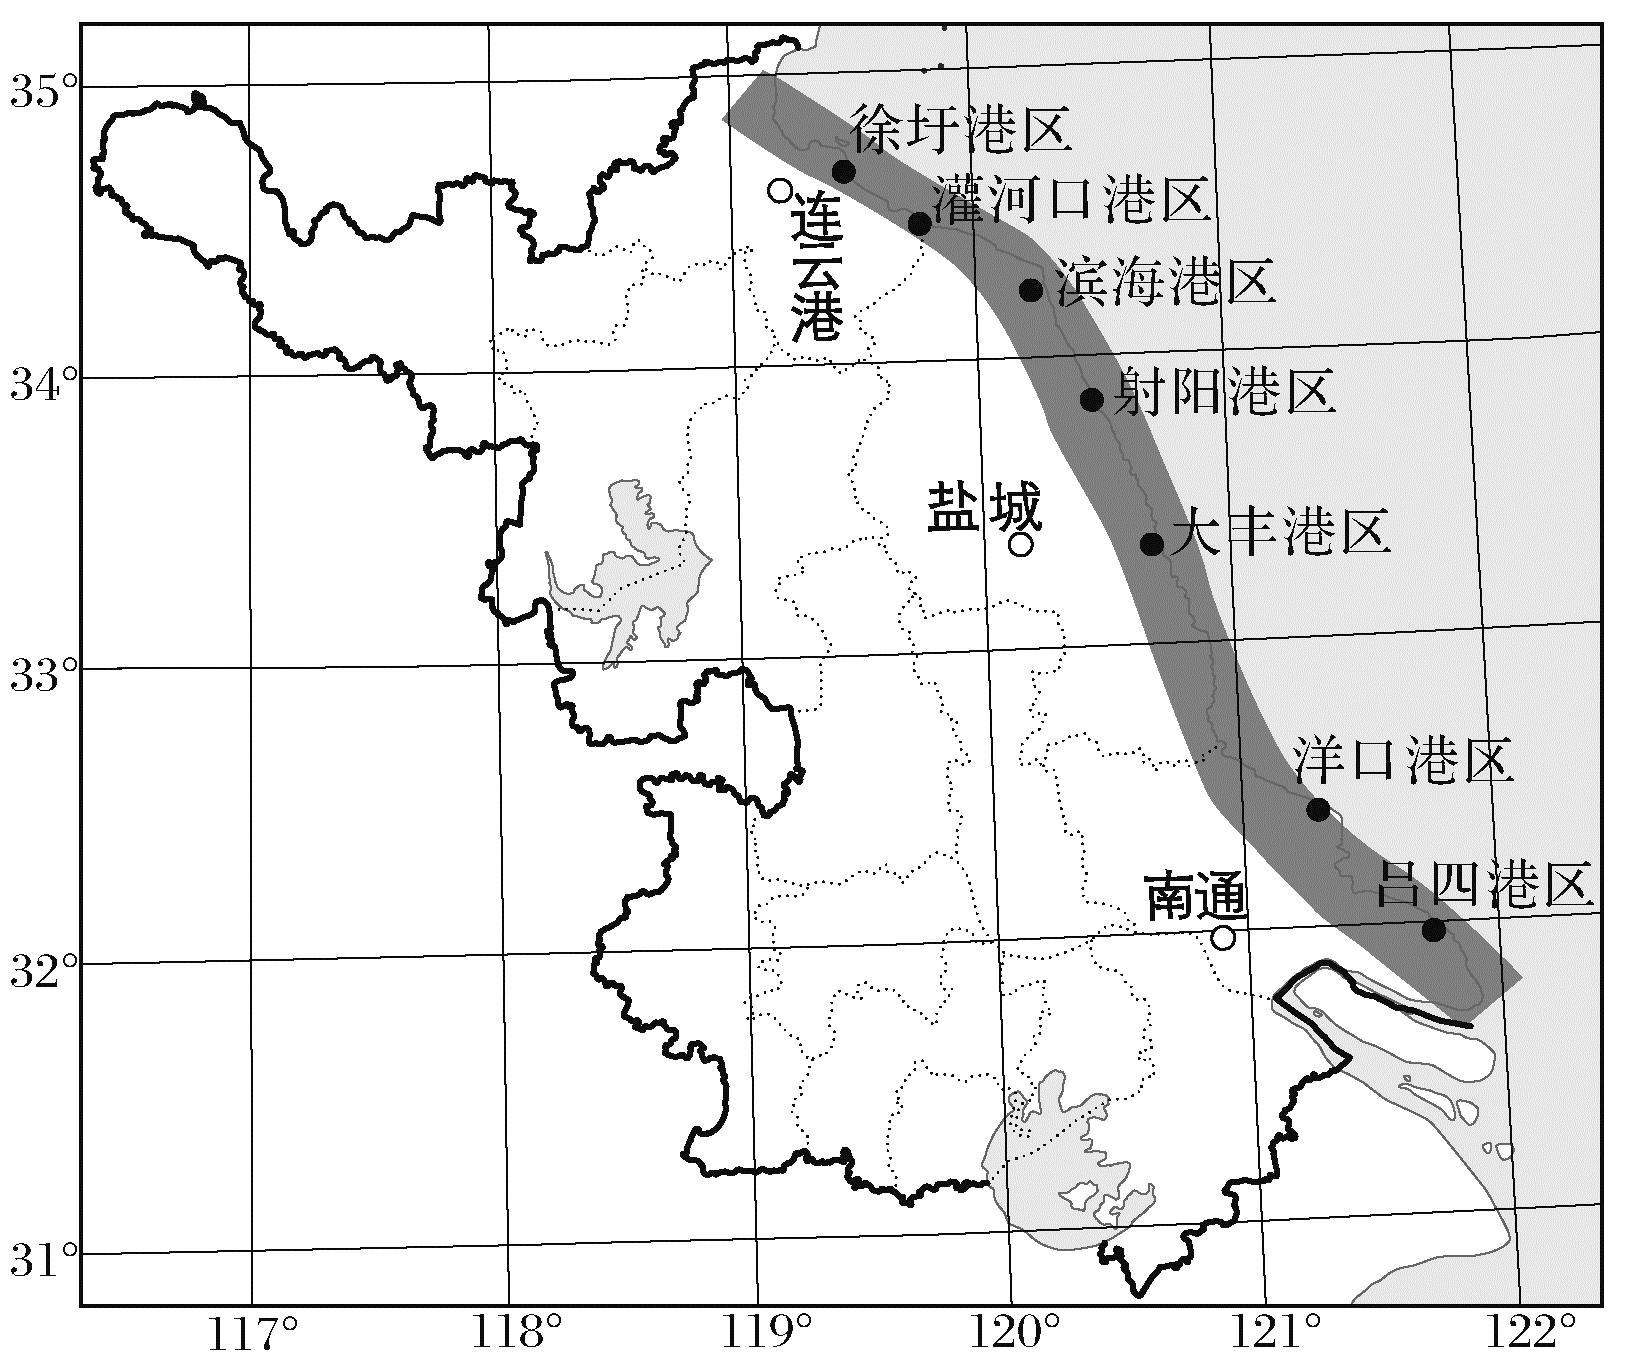 35°
徐圩港区
灌河口港区
连云港
滨海港区
34°
射阳港区
盐城
大丰港区
33°
洋口港区
吕四港区
南通
32°
31°
117°
118°
119°
120°
121°
122°